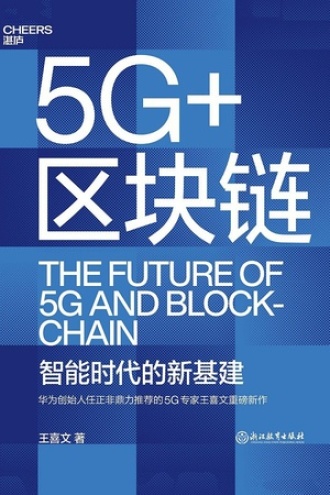 CHEERS
湛庐
5G+
区块链
THE FUTURE OF
5G AND BLOCK-
CHAIN
智能时代的新基建
华为创始人任正非鼎力推荐的5G专家王喜文重磅新作
王喜文 著
浙江教育出版社